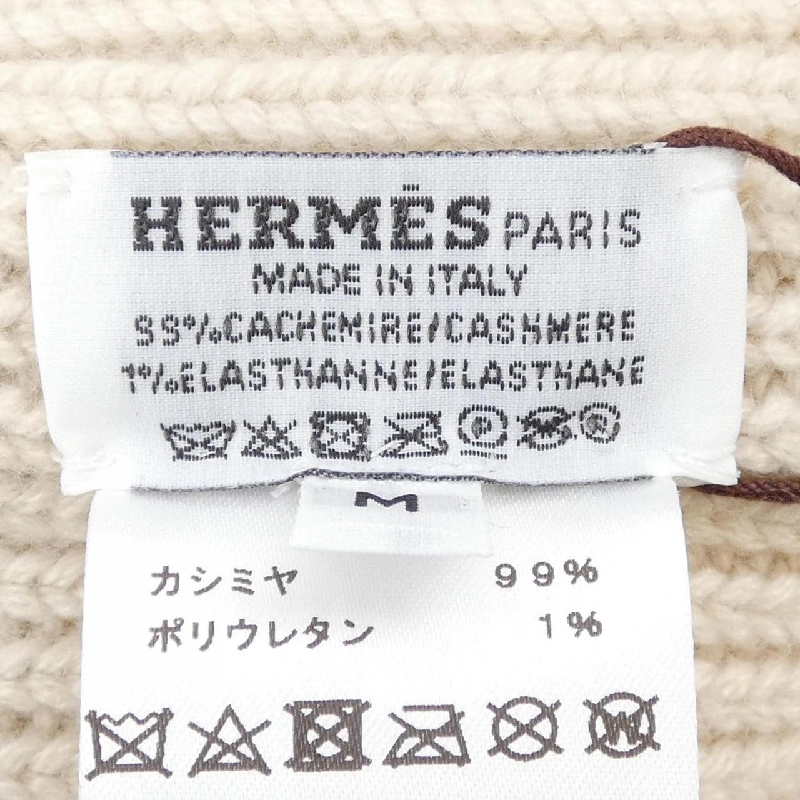 HERMÈS PARIS
MADE IN ITALY
99%CACHEMIRE/CASHMERE
1%ELASTHANNE/ELASTHANE
M
カシミヤ 99%
ポリウレタン 1%